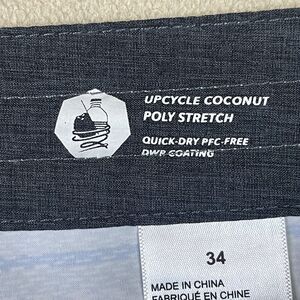 UPCYCLE COCONUT
POLY STRETCH
QUICK-DRY PFC-FREE
DWR COATING
34
MADE IN CHINA
FABRIQUÉ EN CHINE